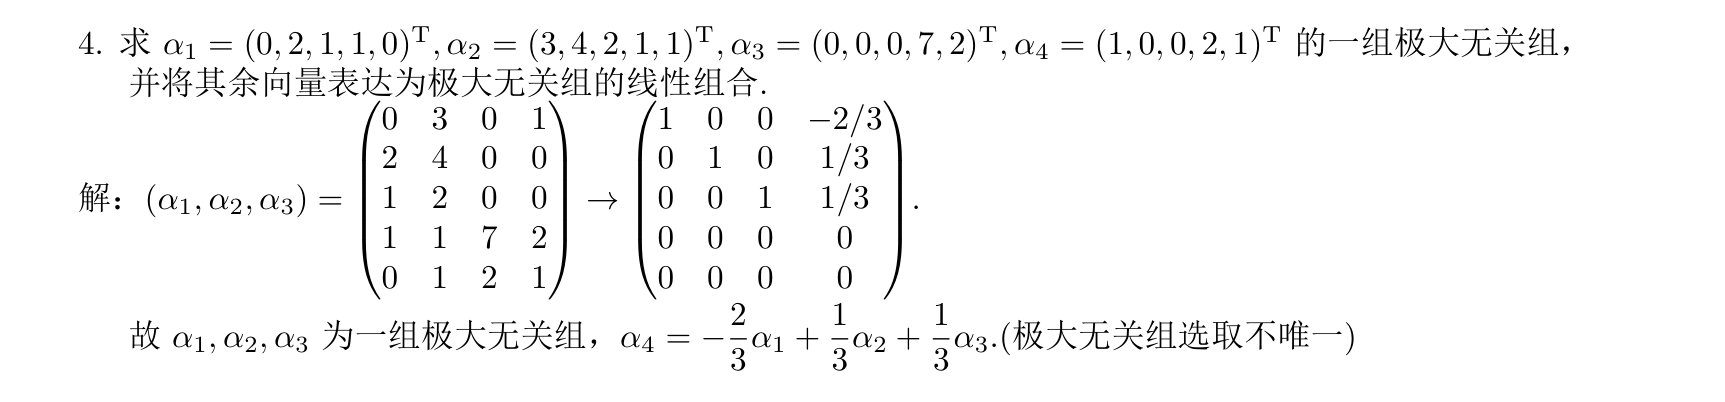 4. 求 $\alpha_1 = (0, 2, 1, 1, 0)^{\mathrm{T}}, \alpha_2 = (3, 4, 2, 1, 1)^{\mathrm{T}}, \alpha_3 = (0, 0, 0, 7, 2)^{\mathrm{T}}, \alpha_4 = (1, 0, 0, 2, 1)^{\mathrm{T}}$ 的一组极大无关组，
并将其余向量表达为极大无关组的线性组合.
解：$(\alpha_1, \alpha_2, \alpha_3) = \begin{pmatrix} 0 & 3 & 0 & 1 \\ 2 & 4 & 0 & 0 \\ 1 & 2 & 0 & 0 \\ 1 & 1 & 7 & 2 \\ 0 & 1 & 2 & 1 \end{pmatrix} \to \begin{pmatrix} 1 & 0 & 0 & -2/3 \\ 0 & 1 & 0 & 1/3 \\ 0 & 0 & 1 & 1/3 \\ 0 & 0 & 0 & 0 \\ 0 & 0 & 0 & 0 \end{pmatrix}.$
故 $\alpha_1, \alpha_2, \alpha_3$ 为一组极大无关组，$\alpha_4 = -\frac{2}{3}\alpha_1 + \frac{1}{3}\alpha_2 + \frac{1}{3}\alpha_3$.(极大无关组选取不唯一)